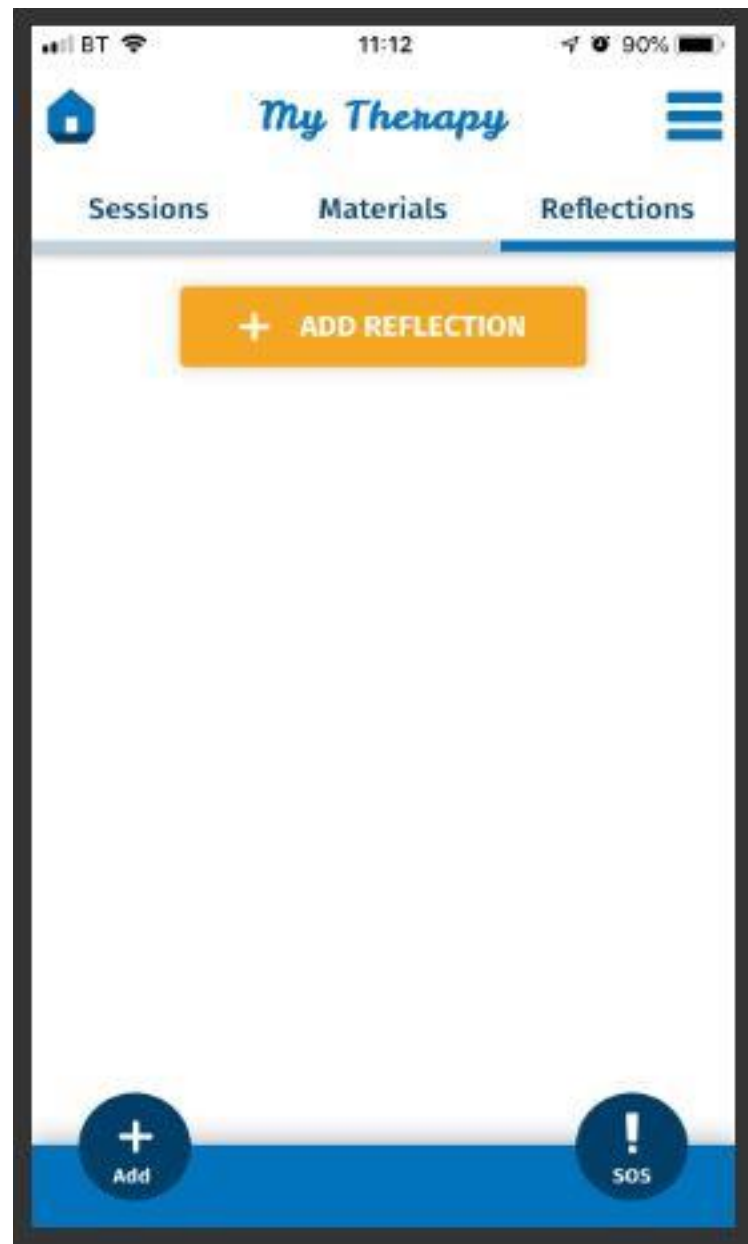 BT 11:12 90%
My Therapy
Sessions Materials Reflections
+ ADD REFLECTION
+ !
Add SOS